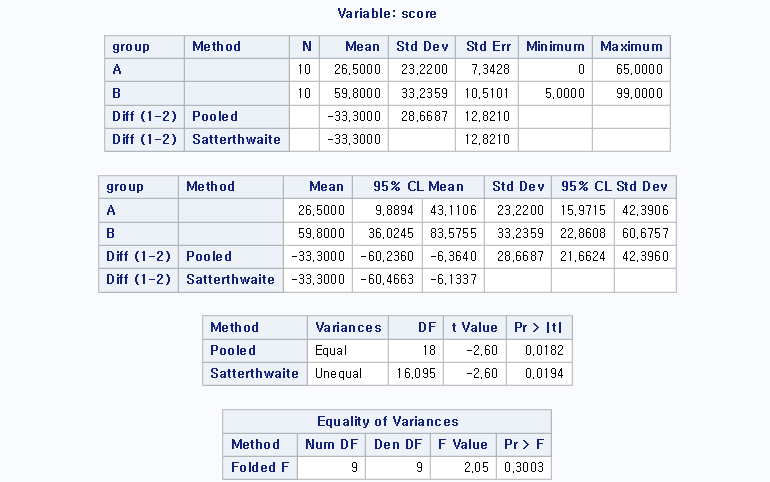 Variable: score
group Method N Mean Std Dev Std Err Minimum Maximum
A 10 26,5000 23,2200 7,3428 0 65,0000
B 10 59,8000 33,2359 10,5101 5,0000 99,0000
Diff (1-2) Pooled -33,3000 28,6687 12,8210
Diff (1-2) Satterthwaite -33,3000 12,8210
group Method Mean 95% CL Mean Std Dev 95% CL Std Dev
A 26,5000 9,8894 43,1106 23,2200 15,9715 42,3906
B 59,8000 36,0245 83,5755 33,2359 22,8608 60,6757
Diff (1-2) Pooled -33,3000 -60,2360 -6,3640 28,6687 21,6624 42,3960
Diff (1-2) Satterthwaite -33,3000 -60,4663 -6,1337
Method Variances DF t Value Pr > |t|
Pooled Equal 18 -2,60 0,0182
Satterthwaite Unequal 16,095 -2,60 0,0194
Equality of Variances
Method Num DF Den DF F Value Pr > F
Folded F 9 9 2,05 0,3003